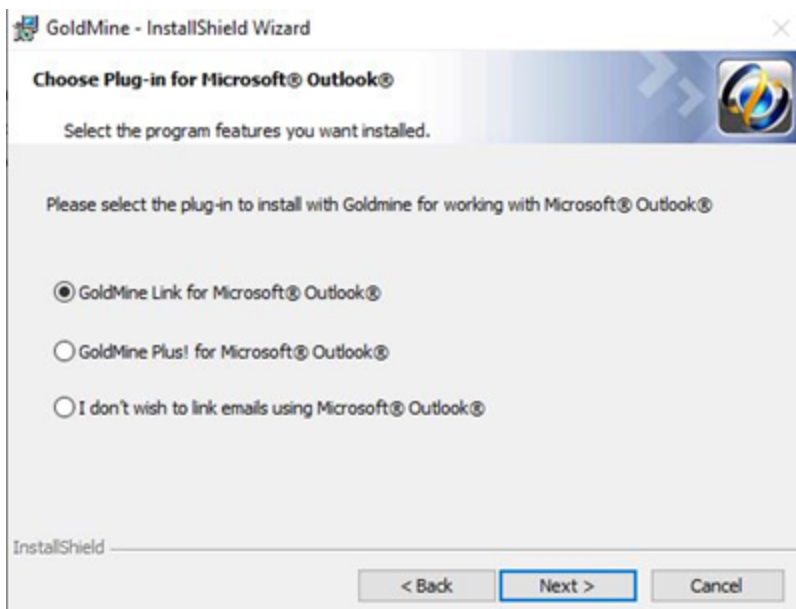 GoldMine - InstallShield Wizard
Choose Plug-in for Microsoft® Outlook®
Select the program features you want installed.
Please select the plug-in to install with Goldmine for working with Microsoft® Outlook®
GoldMine Link for Microsoft® Outlook®
GoldMine Plus! for Microsoft® Outlook®
I don't wish to link emails using Microsoft® Outlook®
InstallShield
< Back Next > Cancel